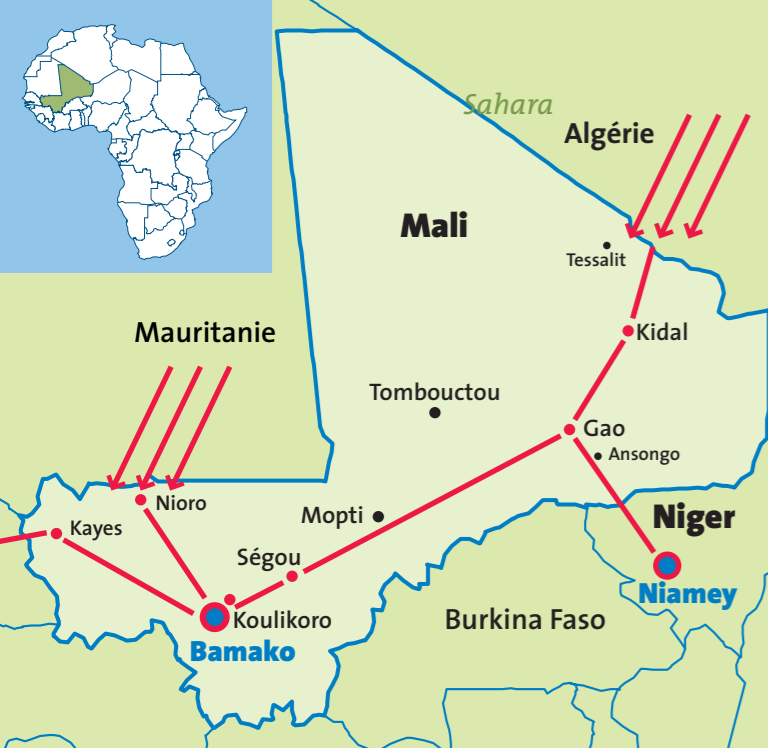 Sahara
Algérie
Mali
Tessalit
Mauritanie
Kidal
Tombouctou
Gao
Ansongo
Nioro
Kayes
Mopti
Niger
Ségou
Niamey
Koulikoro
Burkina Faso
Bamako